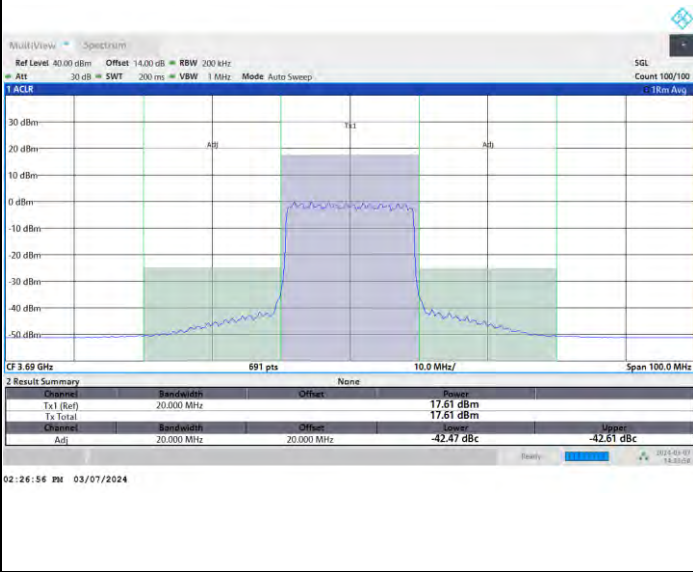 MultiView Spectrum
Ref Level 40.00 dBm Offset 14.00 dB RBW 200 kHz SGL
Att 30 dB SWT 200 ms VBW 1 MHz Mode Auto Sweep Count 100/100
1 ACLR 1Rm Avg
30 dBm
Tx1
20 dBm Adj Adj
10 dBm
0 dBm
-10 dBm
-20 dBm
-30 dBm
-40 dBm
-50 dBm
CF 3.69 GHz 691 pts 10.0 MHz/ Span 100.0 MHz
2 Result Summary None
Channel Bandwidth Offset Power
Tx1 (Ref) 20.000 MHz 17.61 dBm
Tx Total 17.61 dBm
Channel Bandwidth Offset Lower Upper
Adj 20.000 MHz 20.000 MHz -42.47 dBc -42.61 dBc
Ready
02:26:56 PM 03/07/2024